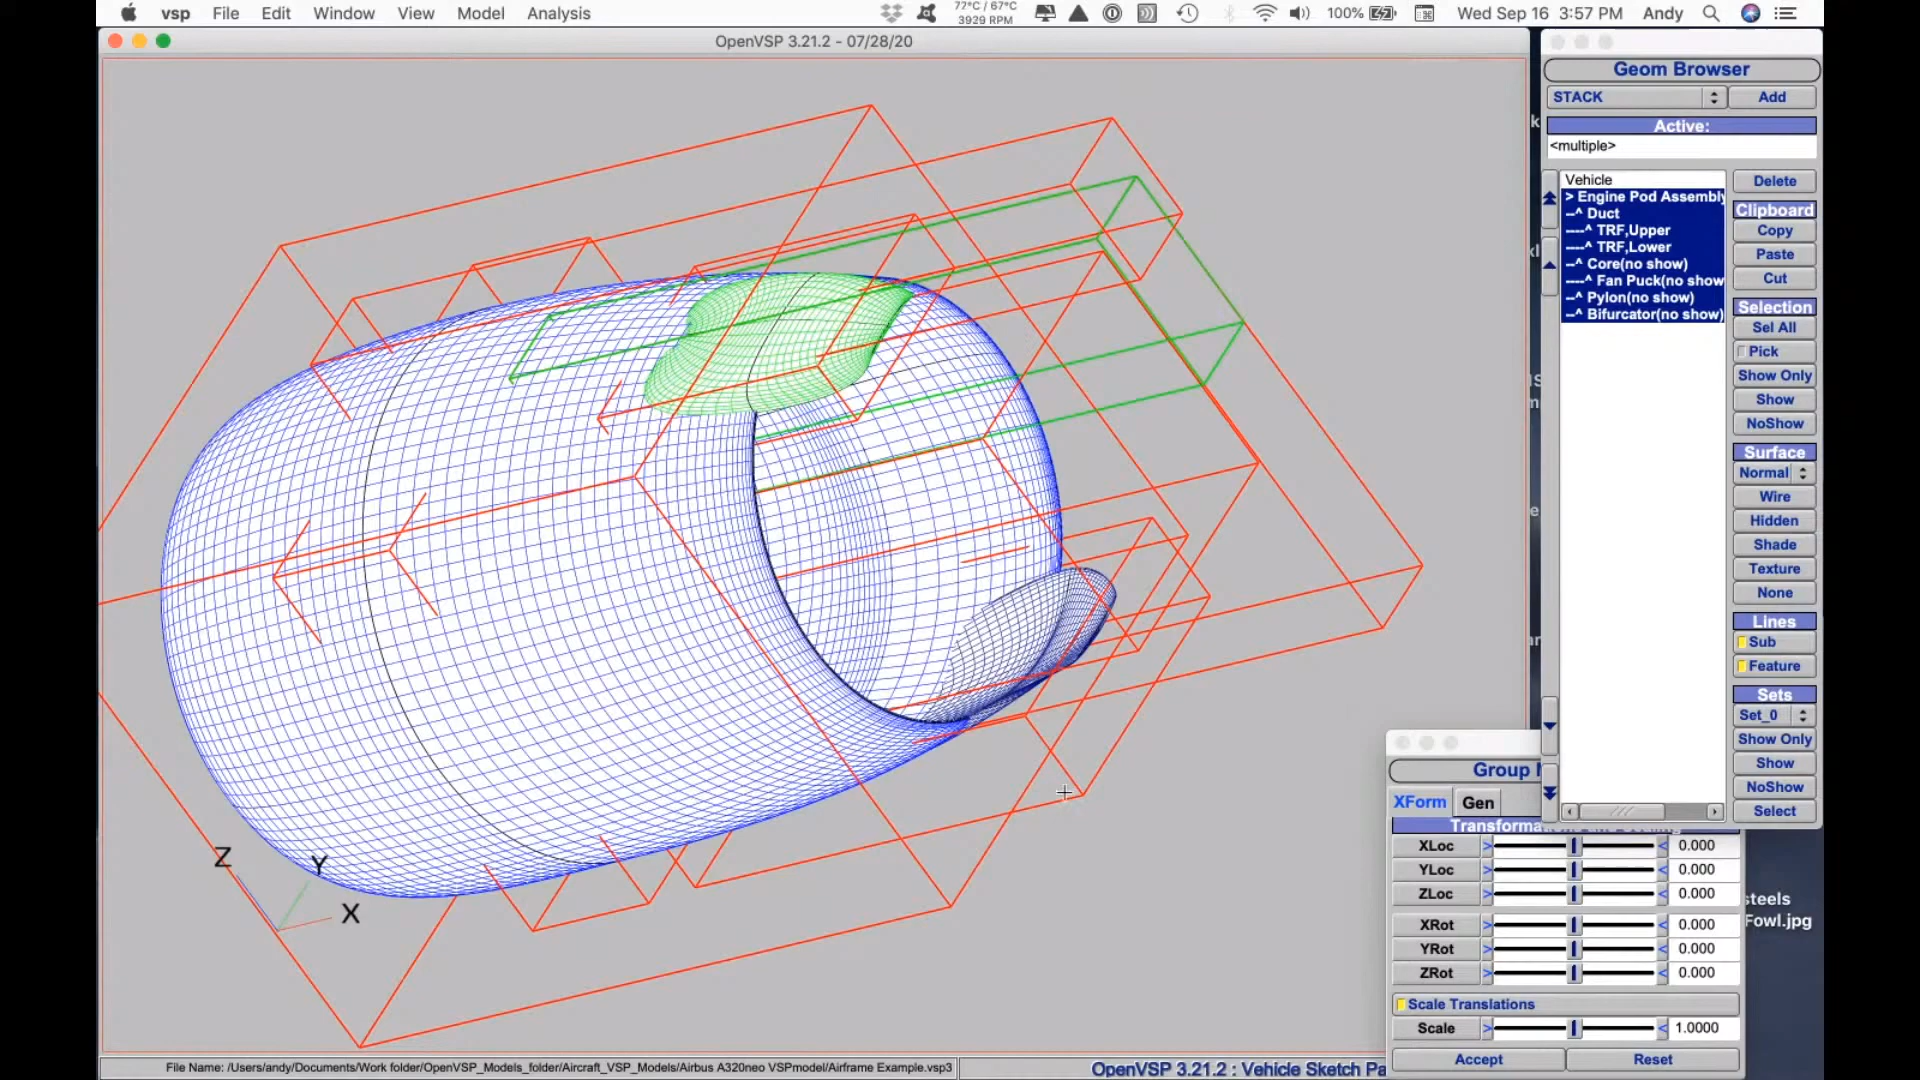 vsp File Edit Window View Model Analysis
77°C / 67°C
3929 RPM
100% Wed Sep 16 3:57 PM Andy
OpenVSP 3.21.2 - 07/28/20
Geom Browser
STACK Add
Active:
<multiple>
Vehicle
> Engine Pod Assembly
--^ Duct
----^ TRF,Upper
----^ TRF,Lower
--^ Core(no show)
----^ Fan Puck(no show
--^ Pylon(no show)
--^ Bifurcator(no show)
Delete
Clipboard
Copy
Paste
Cut
Selection
Sel All
Pick
Show Only
Show
NoShow
Surface
Normal
Wire
Hidden
Shade
Texture
None
Lines
Sub
Feature
Sets
Set_0
Show Only
Show
NoShow
Select
Group
XForm Gen
XLoc > < 0.000
YLoc > < 0.000
ZLoc > < 0.000
XRot > < 0.000
YRot > < 0.000
ZRot > < 0.000
Scale Translations
Scale > < 1.0000
Accept Reset
steels
Fowl.jpg
Z
Y
X
File Name: /Users/andy/Documents/Work folder/OpenVSP_Models_folder/Aircraft_VSP_Models/Airbus A320neo VSPmodel/Airframe Example.vsp3
OpenVSP 3.21.2 : Vehicle Sketch Pa